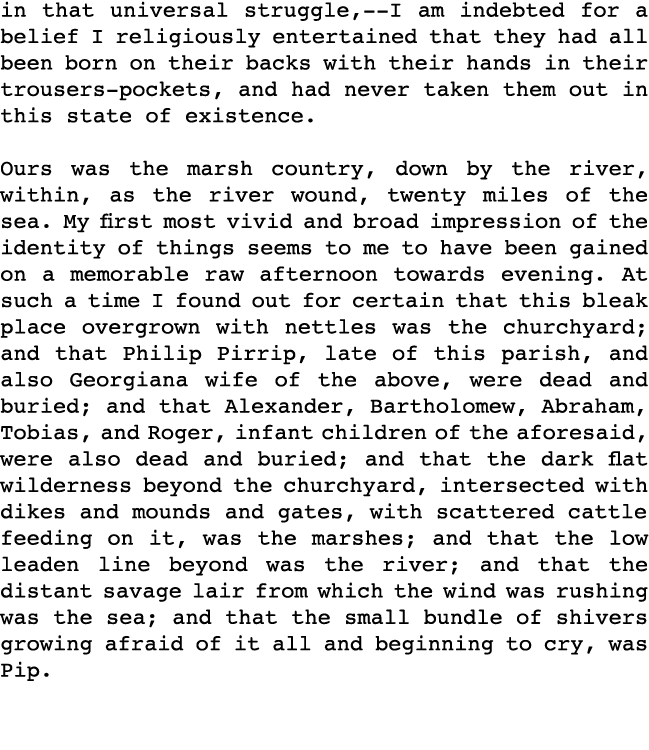 in that universal struggle,--I am indebted for a
belief I religiously entertained that they had all
been born on their backs with their hands in their
trousers-pockets, and had never taken them out in
this state of existence.

Ours was the marsh country, down by the river,
within, as the river wound, twenty miles of the
sea. My first most vivid and broad impression of the
identity of things seems to me to have been gained
on a memorable raw afternoon towards evening. At
such a time I found out for certain that this bleak
place overgrown with nettles was the churchyard;
and that Philip Pirrip, late of this parish, and
also Georgiana wife of the above, were dead and
buried; and that Alexander, Bartholomew, Abraham,
Tobias, and Roger, infant children of the aforesaid,
were also dead and buried; and that the dark flat
wilderness beyond the churchyard, intersected with
dikes and mounds and gates, with scattered cattle
feeding on it, was the marshes; and that the low
leaden line beyond was the river; and that the
distant savage lair from which the wind was rushing
was the sea; and that the small bundle of shivers
growing afraid of it all and beginning to cry, was
Pip.